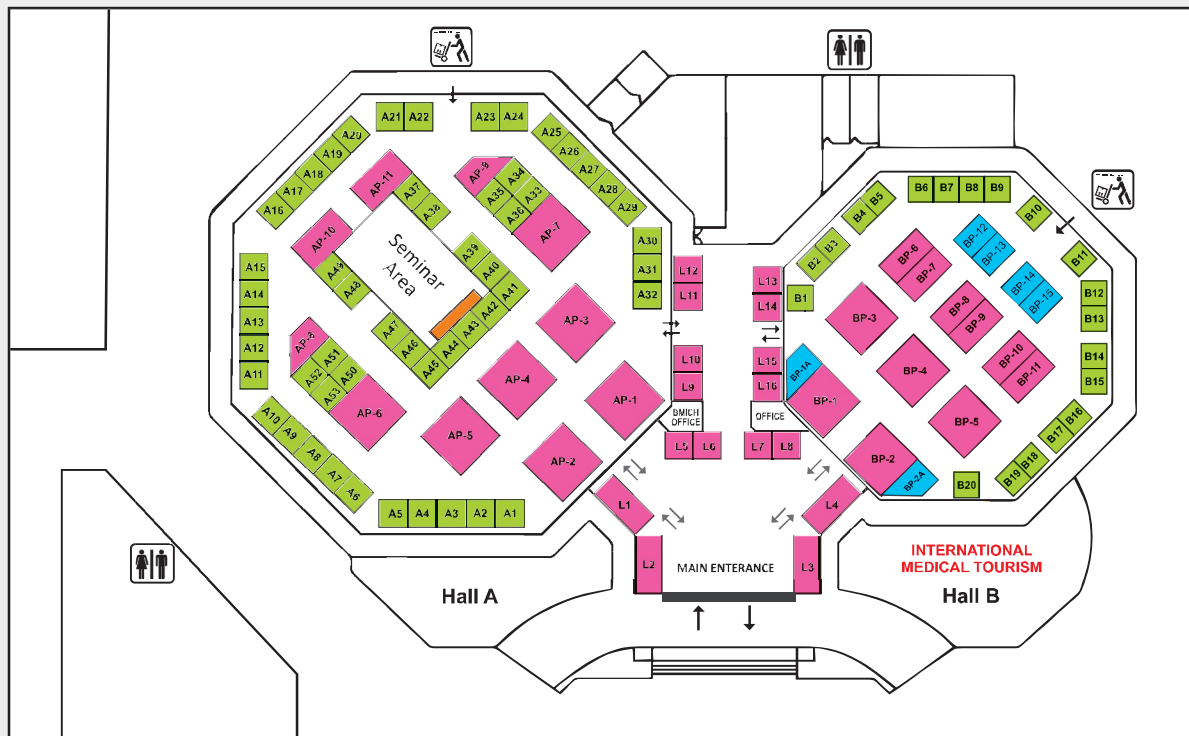 A21 A22
A23 A24
A20
A19
A18
A17
A16
A25
A26
A27
A28
A29
AP-11
A37
A38
AP-9
A34
A33
A35
A36
AP-7
AP-10
A49
A48
Seminar
Area
A39
A40
A41
A42
A43
A44
A45
A46
A47
A30
A31
A32
A15
A14
A13
A12
A11
AP-8
A51
A50
A52
A53
AP-6
AP-3
AP-4
AP-1
AP-5
AP-2
A10
A9
A8
A7
A6
A5 A4 A3 A2 A1
L12
L11
L13
L14
L10
L9
L15
L16
BMICH
OFFICE
OFFICE
L5 L6
L7 L8
L1
L4
L2
MAIN ENTERANCE
L3
Hall A
B6 B7 B8 B9
B5
B4
B3
B2
B1
B10
B11
B12
B13
B14
B15
B16
B17
B18
B19
B20
BP-12
BP-13
BP-14
BP-15
BP-6
BP-7
BP-8
BP-9
BP-10
BP-11
BP-3
BP-4
BP-5
BP-1A
BP-1
BP-2
BP-2A
INTERNATIONAL
MEDICAL TOURISM
Hall B